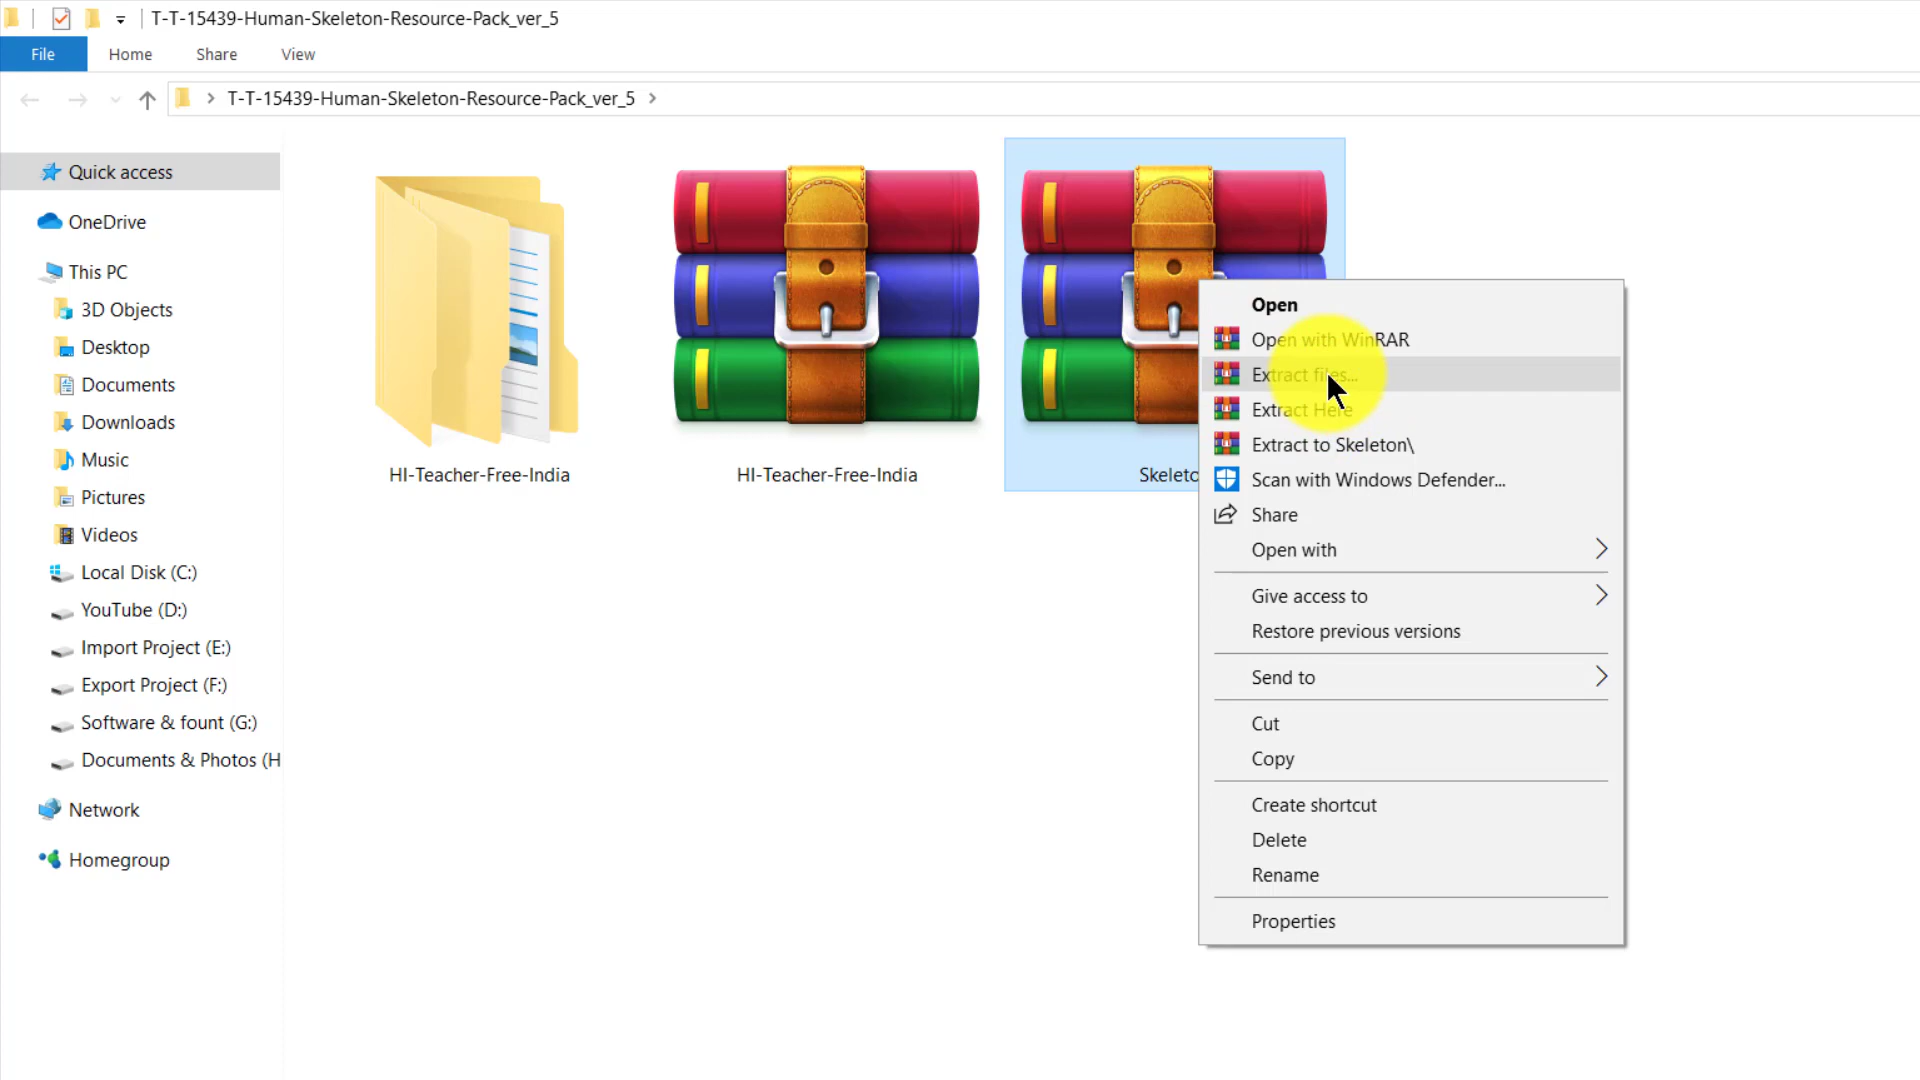 T-T-15439-Human-Skeleton-Resource-Pack_ver_5
File Home Share View
T-T-15439-Human-Skeleton-Resource-Pack_ver_5
Quick access
OneDrive
This PC
3D Objects
Desktop
Documents
Downloads
Music
Pictures
Videos
Local Disk (C:)
YouTube (D:)
Import Project (E:)
Export Project (F:)
Software & fount (G:)
Documents & Photos (H
Network
Homegroup
HI-Teacher-Free-India
HI-Teacher-Free-India
Skeleto
Open
Open with WinRAR
Extract files...
Extract Here
Extract to Skeleton\
Scan with Windows Defender...
Share
Open with
Give access to
Restore previous versions
Send to
Cut
Copy
Create shortcut
Delete
Rename
Properties